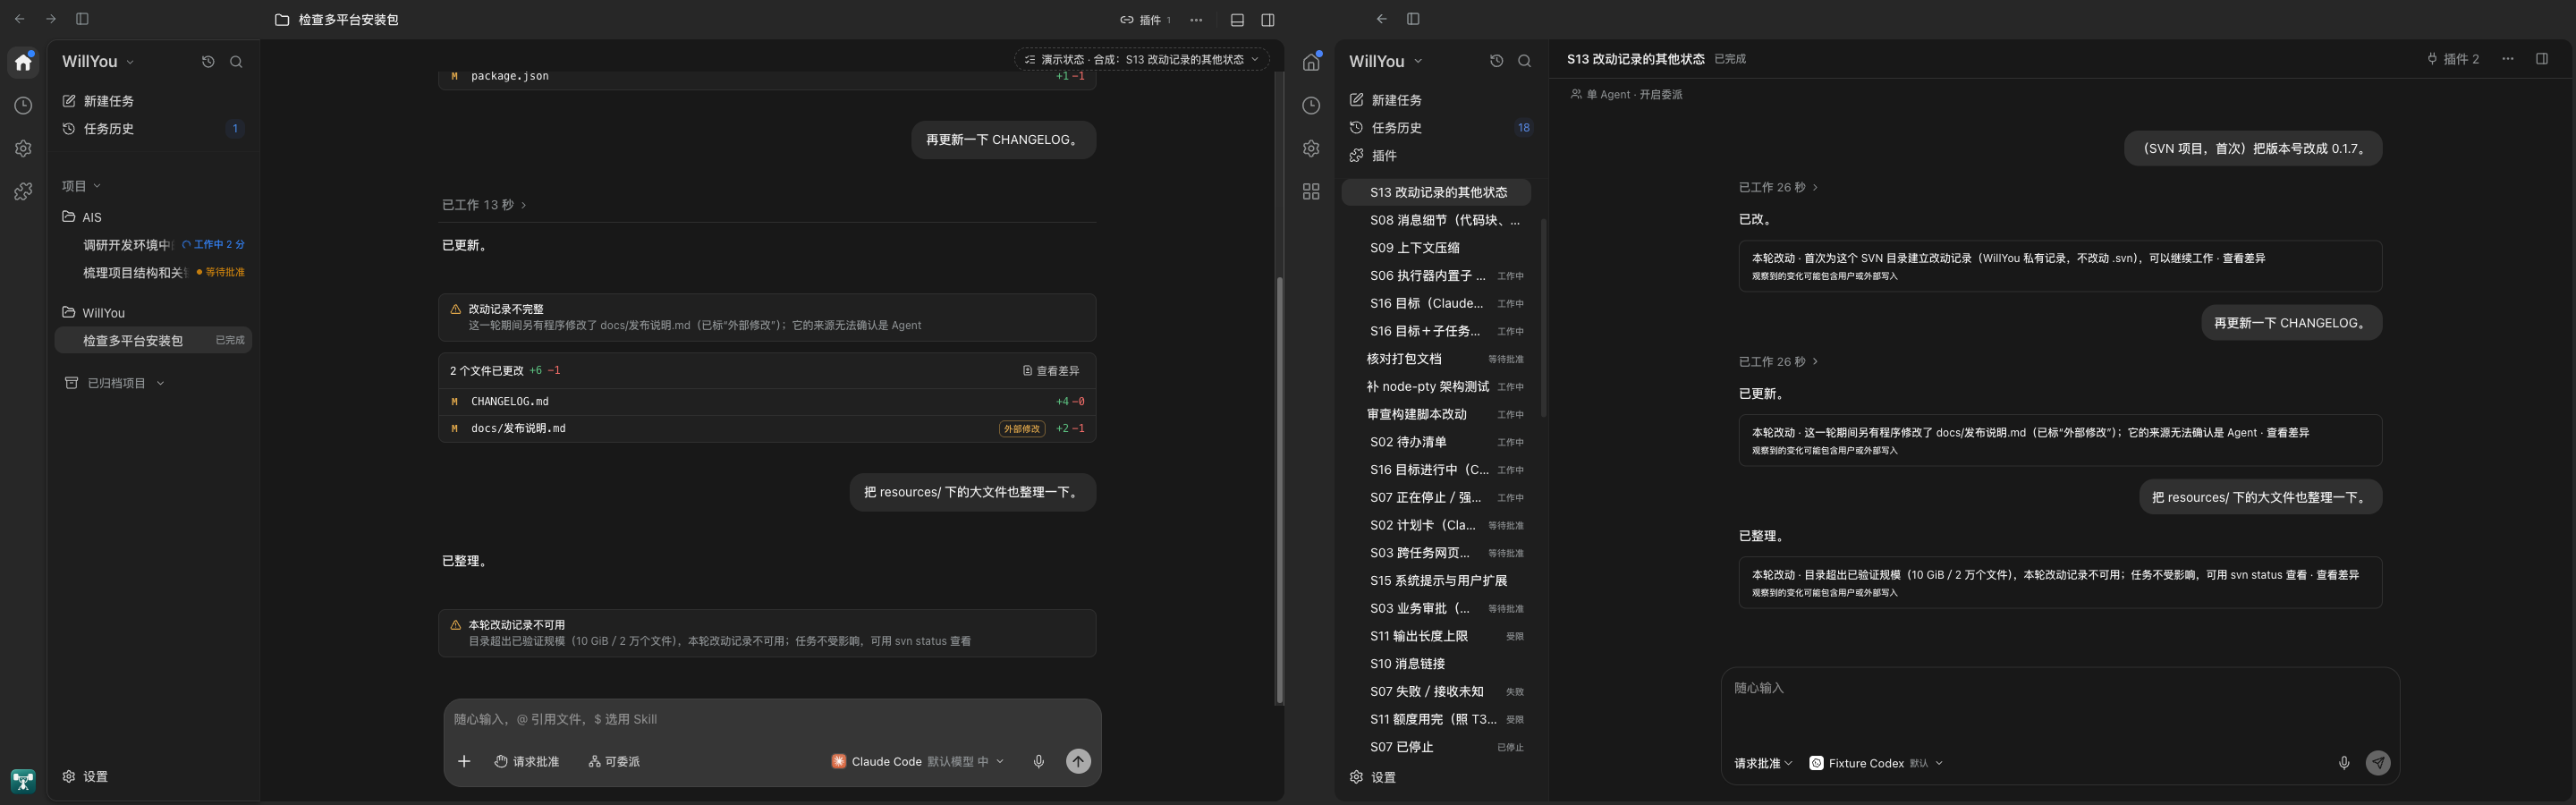 检查多平台安装包
插件 1
WillYou
新建任务
任务历史 1
项目
AIS
调研开发环境中 工作中 2 分
梳理项目结构和关 等待批准
WillYou
检查多平台安装包 已完成
已归档项目
设置
演示状态 · 合成：S13 改动记录的其他状态
M package.json +1 −1
再更新一下 CHANGELOG。
已工作 13 秒
已更新。
改动记录不完整
这一轮期间另有程序修改了 docs/发布说明.md（已标“外部修改”）；它的来源无法确认是 Agent
2 个文件已更改 +6 −1 查看差异
M CHANGELOG.md +4 −0
M docs/发布说明.md 外部修改 +2 −1
把 resources/ 下的大文件也整理一下。
已整理。
本轮改动记录不可用
目录超出已验证规模（10 GiB / 2 万个文件），本轮改动记录不可用；任务不受影响，可用 svn status 查看
随心输入，@ 引用文件，$ 选用 Skill
请求批准 可委派 Claude Code 默认模型 中
WillYou
新建任务
任务历史 18
插件
S13 改动记录的其他状态
S08 消息细节（代码块、...
S09 上下文压缩
S06 执行器内置子 ... 工作中
S16 目标（Claude... 工作中
S16 目标＋子任务... 工作中
核对打包文档 等待批准
补 node-pty 架构测试 工作中
审查构建脚本改动 工作中
S02 待办清单 工作中
S16 目标进行中（C... 工作中
S07 正在停止 / 强... 工作中
S02 计划卡（Cla... 等待批准
S03 跨任务网页... 等待批准
S15 系统提示与用户扩展
S03 业务审批（... 等待批准
S11 输出长度上限 受限
S10 消息链接
S07 失败 / 接收未知 失败
S11 额度用完（照 T3... 受限
S07 已停止 已停止
设置
S13 改动记录的其他状态 已完成
插件 2
单 Agent · 开启委派
（SVN 项目，首次）把版本号改成 0.1.7。
已工作 26 秒
已改。
本轮改动 · 首次为这个 SVN 目录建立改动记录（WillYou 私有记录，不改动 .svn），可以继续工作 · 查看差异
观察到的变化可能包含用户或外部写入
再更新一下 CHANGELOG。
已工作 26 秒
已更新。
本轮改动 · 这一轮期间另有程序修改了 docs/发布说明.md（已标“外部修改”）；它的来源无法确认是 Agent · 查看差异
观察到的变化可能包含用户或外部写入
把 resources/ 下的大文件也整理一下。
已整理。
本轮改动 · 目录超出已验证规模（10 GiB / 2 万个文件），本轮改动记录不可用；任务不受影响，可用 svn status 查看 · 查看差异
观察到的变化可能包含用户或外部写入
随心输入
请求批准 Fixture Codex 默认